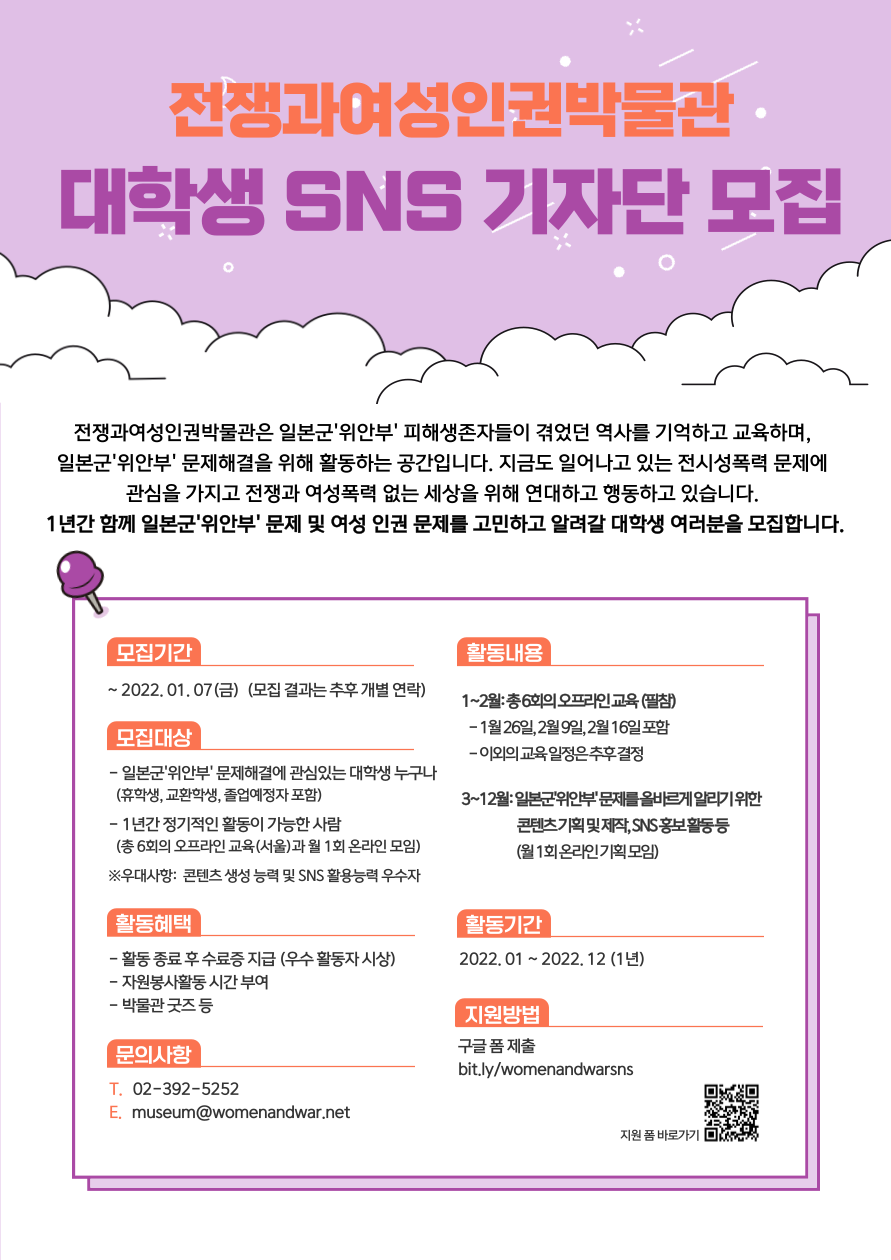 전쟁과여성인권박물관
대학생 SNS 기자단 모집
전쟁과여성인권박물관은 일본군'위안부' 피해생존자들이 겪었던 역사를 기억하고 교육하며,
일본군'위안부' 문제해결을 위해 활동하는 공간입니다. 지금도 일어나고 있는 전시성폭력 문제에
관심을 가지고 전쟁과 여성폭력 없는 세상을 위해 연대하고 행동하고 있습니다.
1년간 함께 일본군'위안부' 문제 및 여성 인권 문제를 고민하고 알려갈 대학생 여러분을 모집합니다.
모집기간
~ 2022. 01. 07(금) (모집 결과는 추후 개별 연락)
모집대상
- 일본군'위안부' 문제해결에 관심있는 대학생 누구나
(휴학생, 교환학생, 졸업예정자 포함)
- 1년간 정기적인 활동이 가능한 사람
(총 6회의 오프라인 교육(서울)과 월 1회 온라인 모임)
※우대사항: 콘텐츠 생성 능력 및 SNS 활용능력 우수자
활동혜택
- 활동 종료 후 수료증 지급 (우수 활동자 시상)
- 자원봉사활동 시간 부여
- 박물관 굿즈 등
문의사항
T. 02-392-5252
E. museum@womenandwar.net
활동내용
1~2월: 총 6회의 오프라인 교육 (필참)
- 1월 26일, 2월 9일, 2월 16일 포함
- 이외의 교육 일정은 추후 결정
3~12월: 일본군'위안부' 문제를 올바르게 알리기 위한
콘텐츠 기획 및 제작, SNS 홍보 활동 등
(월 1회 온라인 기획 모임)
활동기간
2022. 01 ~ 2022. 12 (1년)
지원방법
구글 폼 제출
bit.ly/womenandwarsns
지원 폼 바로가기